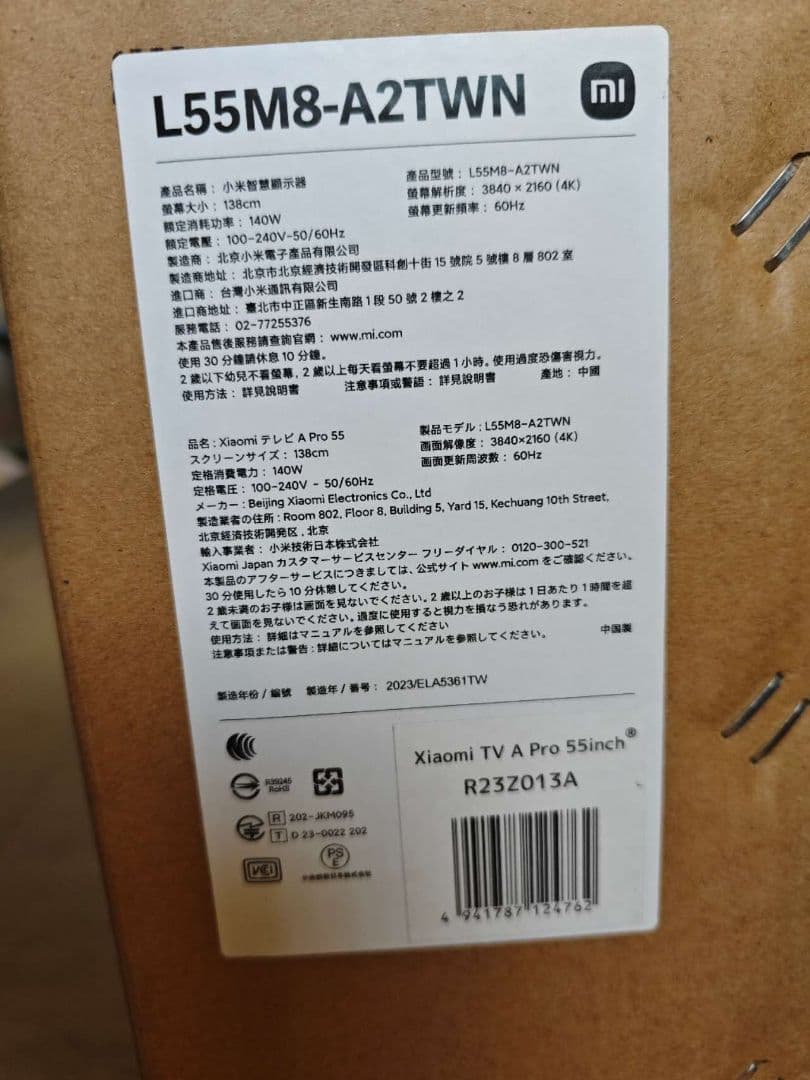 L55M8-A2TWN
mi
產品名稱： 小米智慧顯示器
產品型號： L55M8-A2TWN
螢幕大小： 138cm
螢幕解析度： 3840 × 2160 (4K)
額定消耗功率： 140W
螢幕更新頻率： 60Hz
額定電壓： 100-240V-50/60Hz
製造商： 北京小米電子產品有限公司
製造商地址： 北京市北京經濟技術開發區科創十街 15 號院 5 號樓 8 層 802 室
進口商： 台灣小米通訊有限公司
進口商地址： 臺北市中正區新生南路 1 段 50 號 2 樓之 2
服務電話： 02-77255376
本產品售後服務請查詢官網： www.mi.com
使用 30 分鐘請休息 10 分鐘。
2 歲以下幼兒不看螢幕，2 歲以上每天看螢幕不要超過 1 小時。使用過度恐傷害視力。
使用方法： 詳見說明書 注意事項或警語： 詳見說明書 產地： 中國
品名 : Xiaomi テレビ A Pro 55
製品モデル : L55M8-A2TWN
スクリーンサイズ： 138cm
画面解像度： 3840×2160 (4K)
定格消費電力： 140W
画面更新周波数： 60Hz
定格電圧： 100-240V - 50/60Hz
メーカー : Beijing Xiaomi Electronics Co., Ltd
製造業者の住所 : Room 802, Floor 8, Building 5, Yard 15, Kechuang 10th Street,
北京経済技術開発区 , 北京
輸入事業者： 小米技術日本株式会社
Xiaomi Japan カスタマーサービスセンター フリーダイヤル： 0120-300-521
本製品のアフターサービスにつきましては、公式サイト www.mi.com をご確認ください。
30 分使用したら 10 分休憩してください。
2 歳未満のお子様は画面を見ないでください。2 歳以上のお子様は 1 日あたり 1 時間を超
えて画面を見ないでください。過度に使用すると視力を損なう恐れがあります。
使用方法： 詳細はマニュアルを参照してください
注意事項または警告 : 詳細についてはマニュアルを参照してください。 中国製
製造年份 / 編號 製造年 / 番号： 2023/ELA5361TW
Xiaomi TV A Pro 55inch®
R23Z013A
R39245
RoHS
R 202-JKM095
T D 23-0022 202
VCCI
PS
E
4 941787 124762